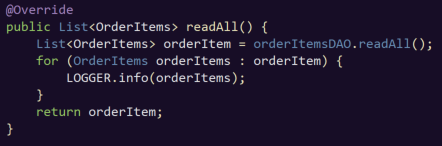 @Override
public List<OrderItems> readAll() {
List<OrderItems> orderItem = orderItemsDAO.readAll();
for (OrderItems orderItems : orderItem) {
LOGGER.info(orderItems);
}
return orderItem;
}